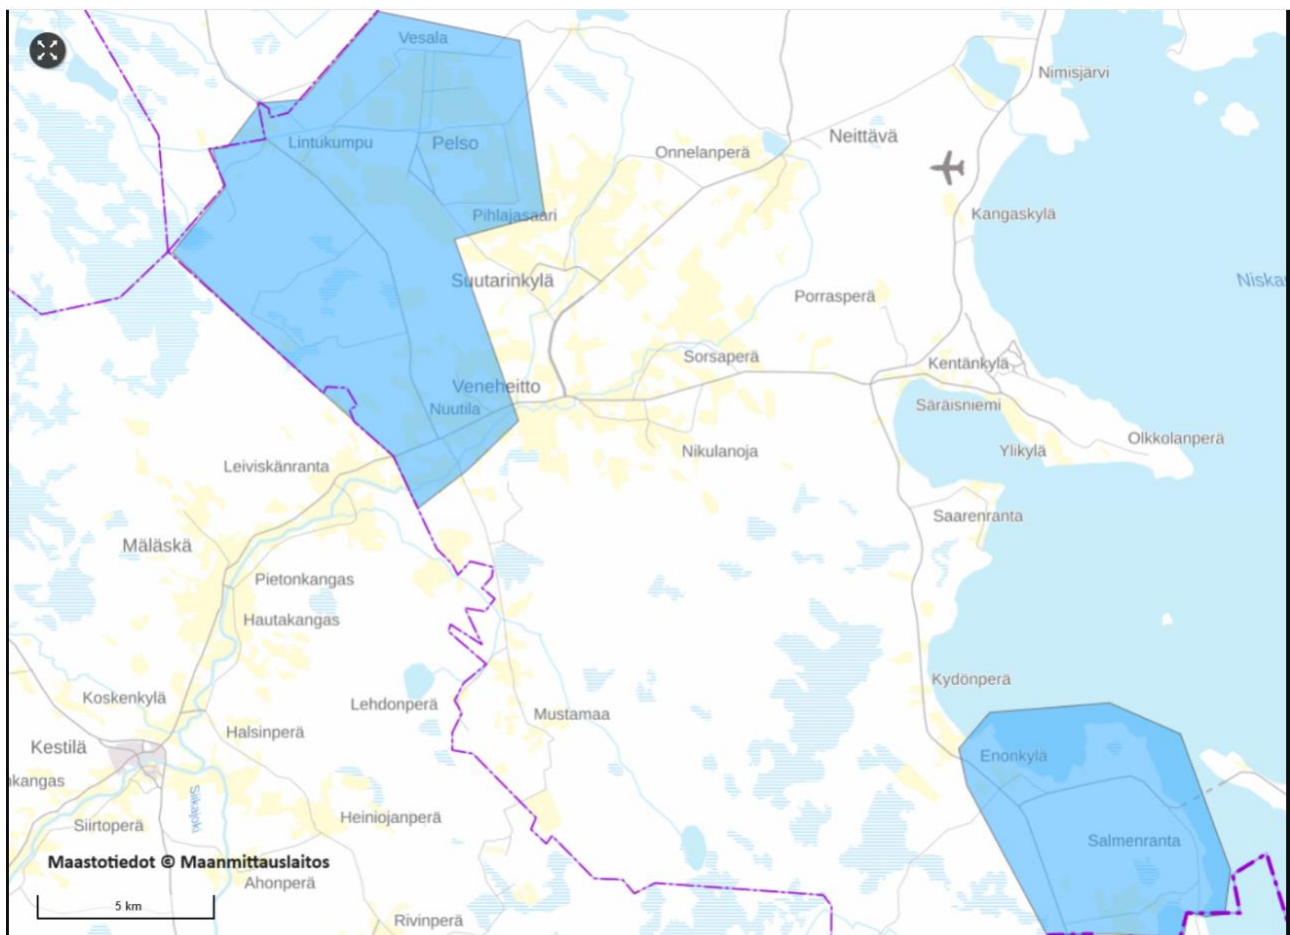 Vesala
Nimisjärvi
Lintukumpu
Pelso
Onnelanperä
Neittävä
Pihlajasaari
Kangaskylä
Suutarinkylä
Niska
Porrasperä
Sorsaperä
Kentänkylä
Veneheitto
Nuutila
Säräisniemi
Olkkolanperä
Leiviskänranta
Nikulanoja
Ylikylä
Saarenranta
Mäläskä
Pietonkangas
Hautakangas
Kydönperä
Koskenkylä
Lehdonperä
Mustamaa
Halsinperä
Kestilä
Enonkylä
nkangas
Siikajoki
Heiniojanperä
Siirtoperä
Salmenranta
Maastotiedot © Maanmittauslaitos
Ahonperä
5 km
Rivinperä